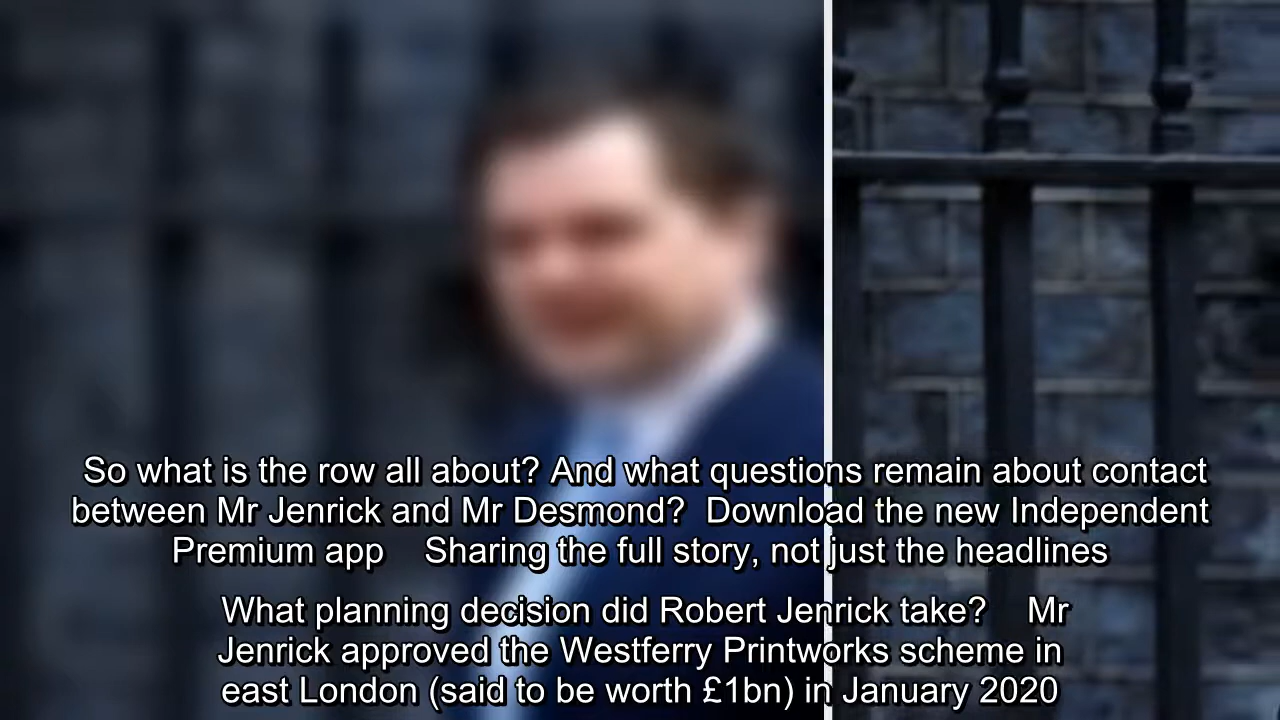 So what is the row all about? And what questions remain about contact
between Mr Jenrick and Mr Desmond?  Download the new Independent
Premium app    Sharing the full story, not just the headlines
What planning decision did Robert Jenrick take?    Mr
Jenrick approved the Westferry Printworks scheme in
east London (said to be worth £1bn) in January 2020